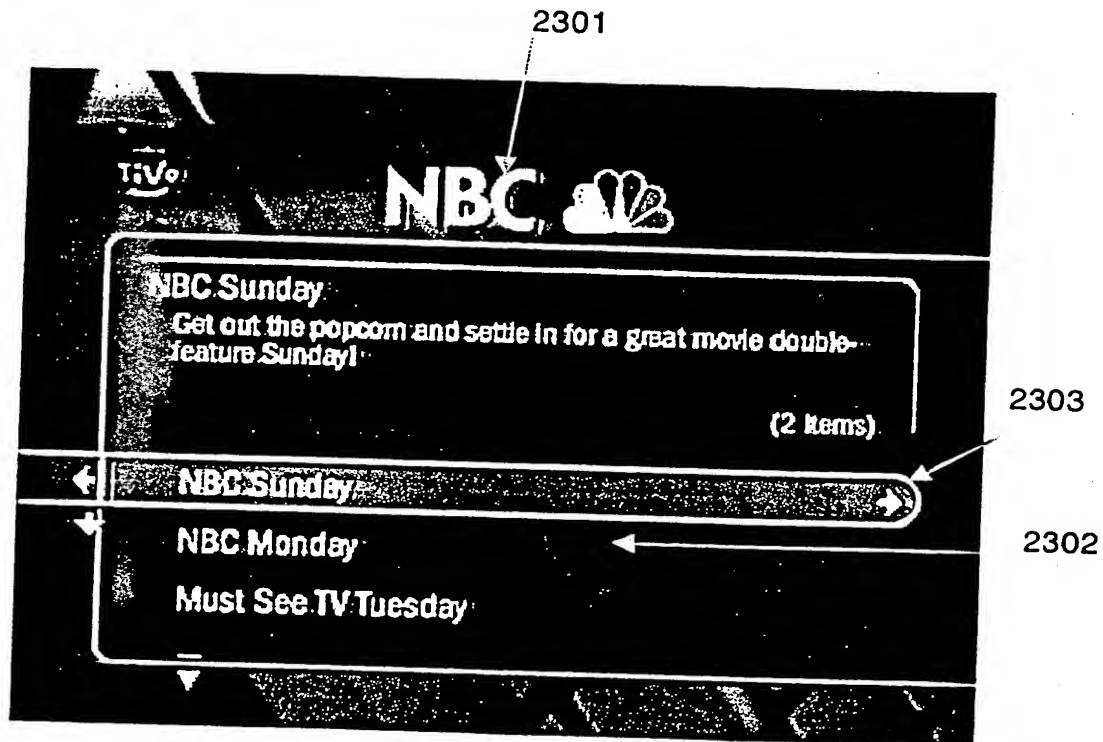 2301
TiVo
NBC
NBC Sunday
Get out the popcorn and settle in for a great movie double-
feature Sunday!
(2 items)
2303
NBC Sunday
NBC Monday
2302
Must See TV Tuesday